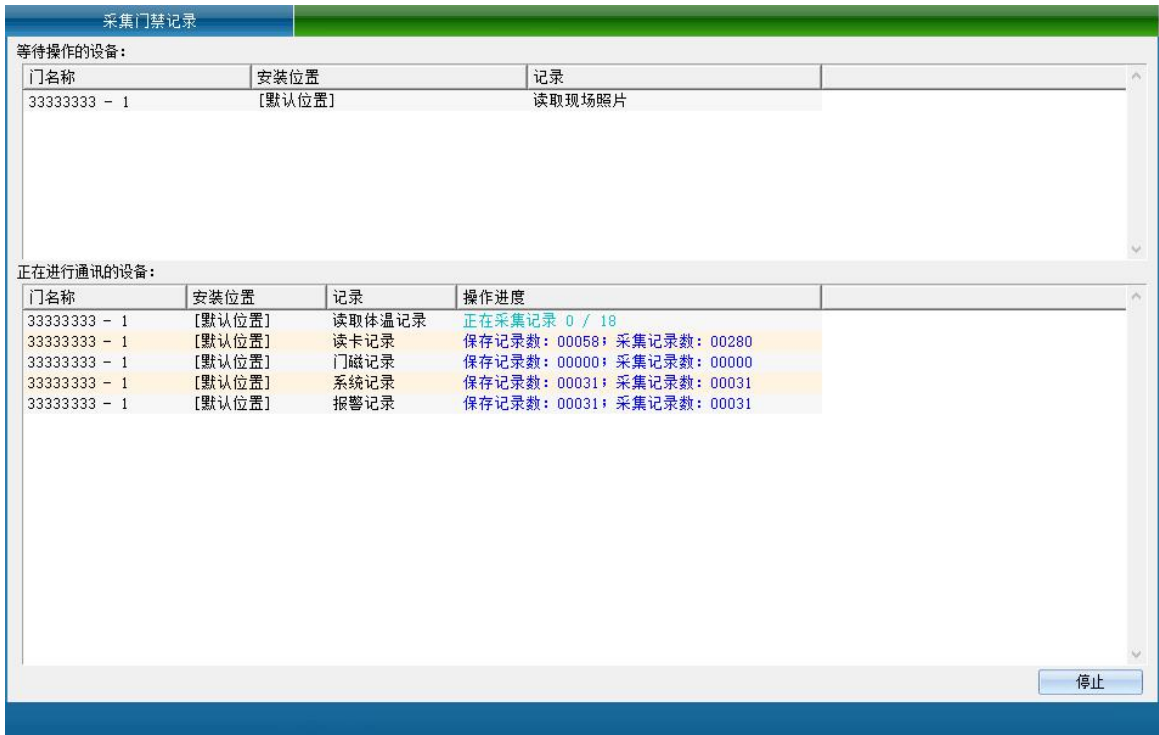 采集门禁记录
等待操作的设备:
门名称 安装位置 记录
33333333 - 1 [默认位置] 读取现场照片
正在进行通讯的设备:
门名称 安装位置 记录 操作进度
33333333 - 1 [默认位置] 读取体温记录 正在采集记录 0 / 18
33333333 - 1 [默认位置] 读卡记录 保存记录数: 00058; 采集记录数: 00280
33333333 - 1 [默认位置] 门磁记录 保存记录数: 00000; 采集记录数: 00000
33333333 - 1 [默认位置] 系统记录 保存记录数: 00031; 采集记录数: 00031
33333333 - 1 [默认位置] 报警记录 保存记录数: 00031; 采集记录数: 00031
停止